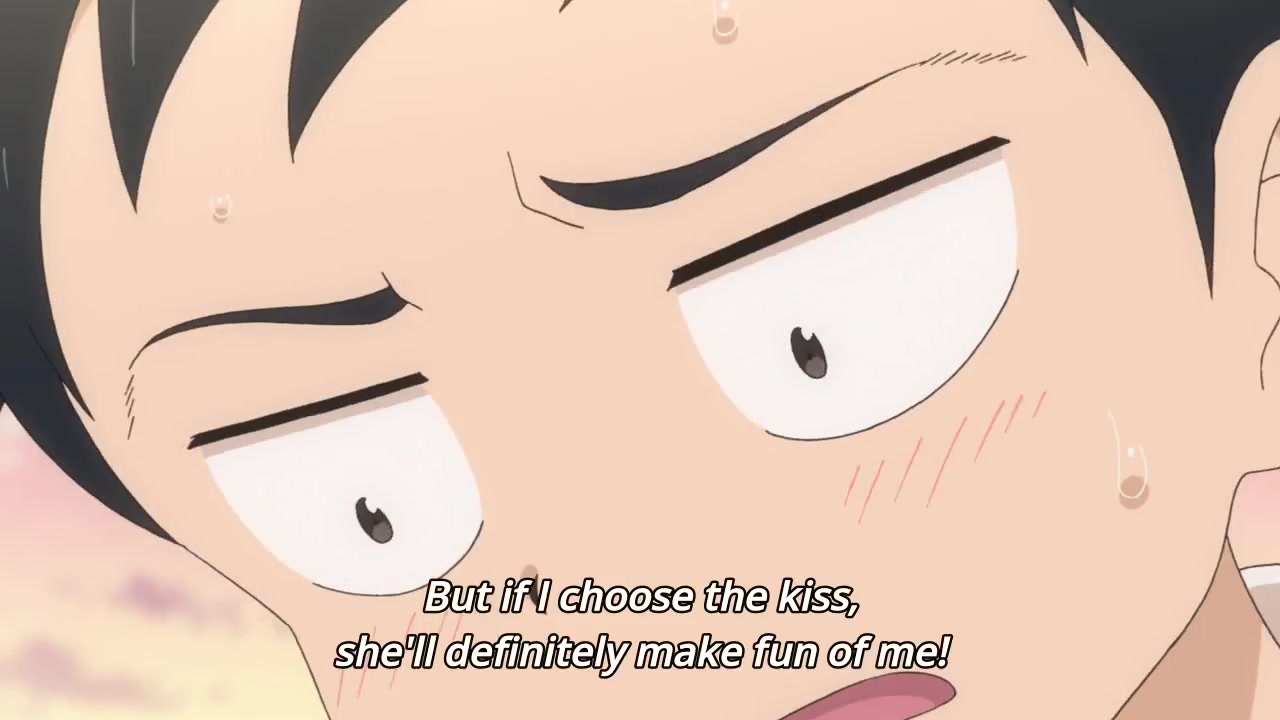 But if I choose the kiss,
she'll definitely make fun of me!